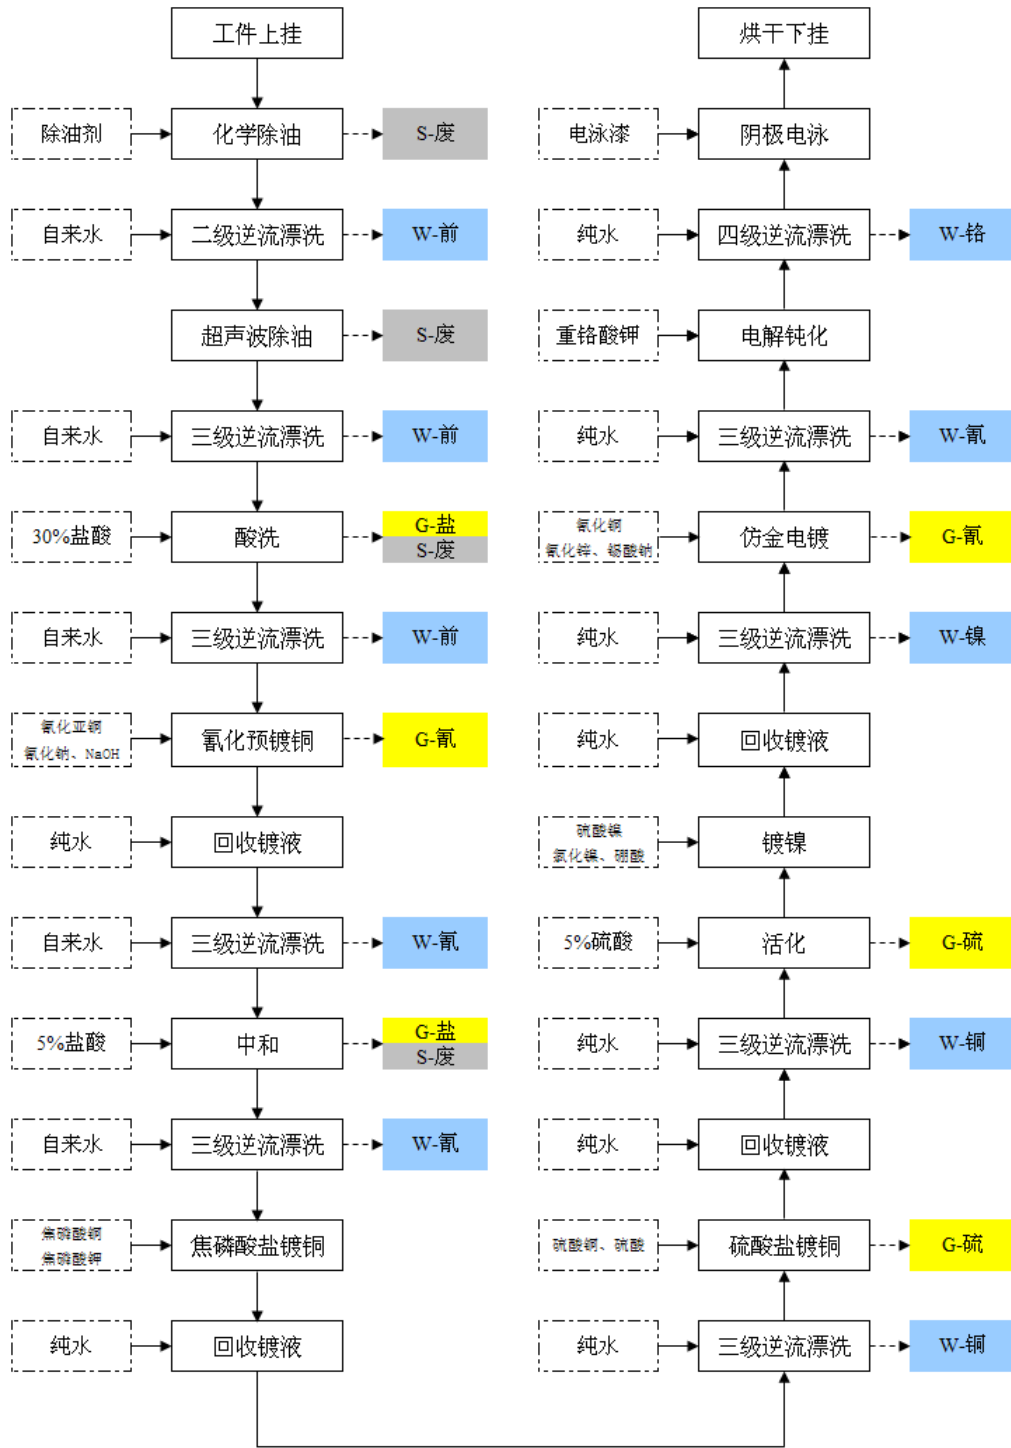 工件上挂
除油剂
化学除油
S-废
自来水
二级逆流漂洗
W-前
超声波除油
S-废
自来水
三级逆流漂洗
W-前
30%盐酸
酸洗
G-盐
S-废
自来水
三级逆流漂洗
W-前
氰化亚铜
氰化钠、NaOH
氰化预镀铜
G-氰
纯水
回收镀液
自来水
三级逆流漂洗
W-氰
5%盐酸
中和
G-盐
S-废
自来水
三级逆流漂洗
W-氰
焦磷酸铜
焦磷酸钾
焦磷酸盐镀铜
纯水
回收镀液
烘干下挂
电泳漆
阴极电泳
纯水
四级逆流漂洗
W-铬
重铬酸钾
电解钝化
纯水
三级逆流漂洗
W-氰
氰化铜
氰化锌、锡酸钠
仿金电镀
G-氰
纯水
三级逆流漂洗
W-镍
纯水
回收镀液
硫酸镍
氯化镍、硼酸
镀镍
5%硫酸
活化
G-硫
纯水
三级逆流漂洗
W-铜
纯水
回收镀液
硫酸铜、硫酸
硫酸盐镀铜
G-硫
纯水
三级逆流漂洗
W-铜